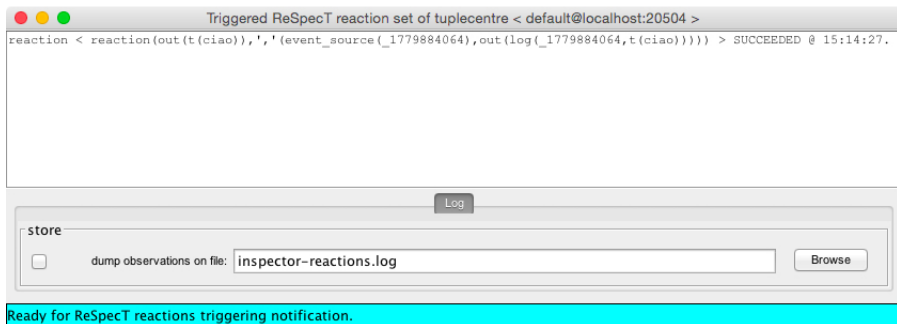 Triggered ReSpecT reaction set of tuplecentre < default@localhost:20504 >
reaction < reaction(out(t(ciao)),','(event_source(_1779884064),out(log(_1779884064,t(ciao))))) > SUCCEEDED @ 15:14:27.
Log
store
dump observations on file: inspector-reactions.log Browse
Ready for ReSpecT reactions triggering notification.